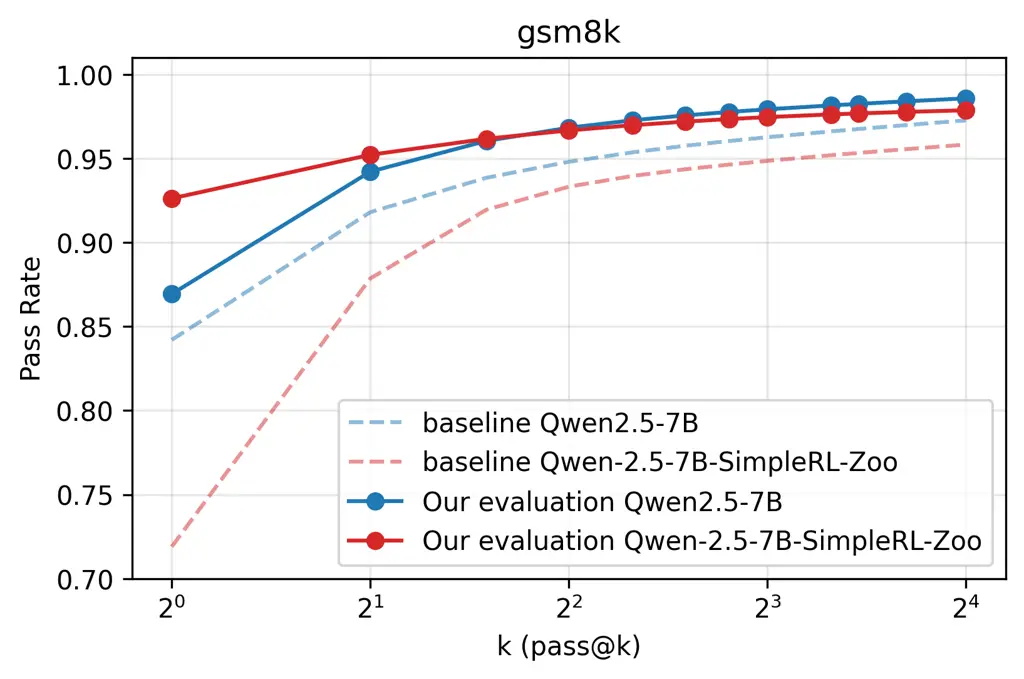 gsm8k
1.00
0.95
0.90
0.85
0.80
0.75
0.70
Pass Rate
baseline Qwen2.5-7B
baseline Qwen-2.5-7B-SimpleRL-Zoo
Our evaluation Qwen2.5-7B
Our evaluation Qwen-2.5-7B-SimpleRL-Zoo
2⁰ 2¹ 2² 2³ 2⁴
k (pass@k)